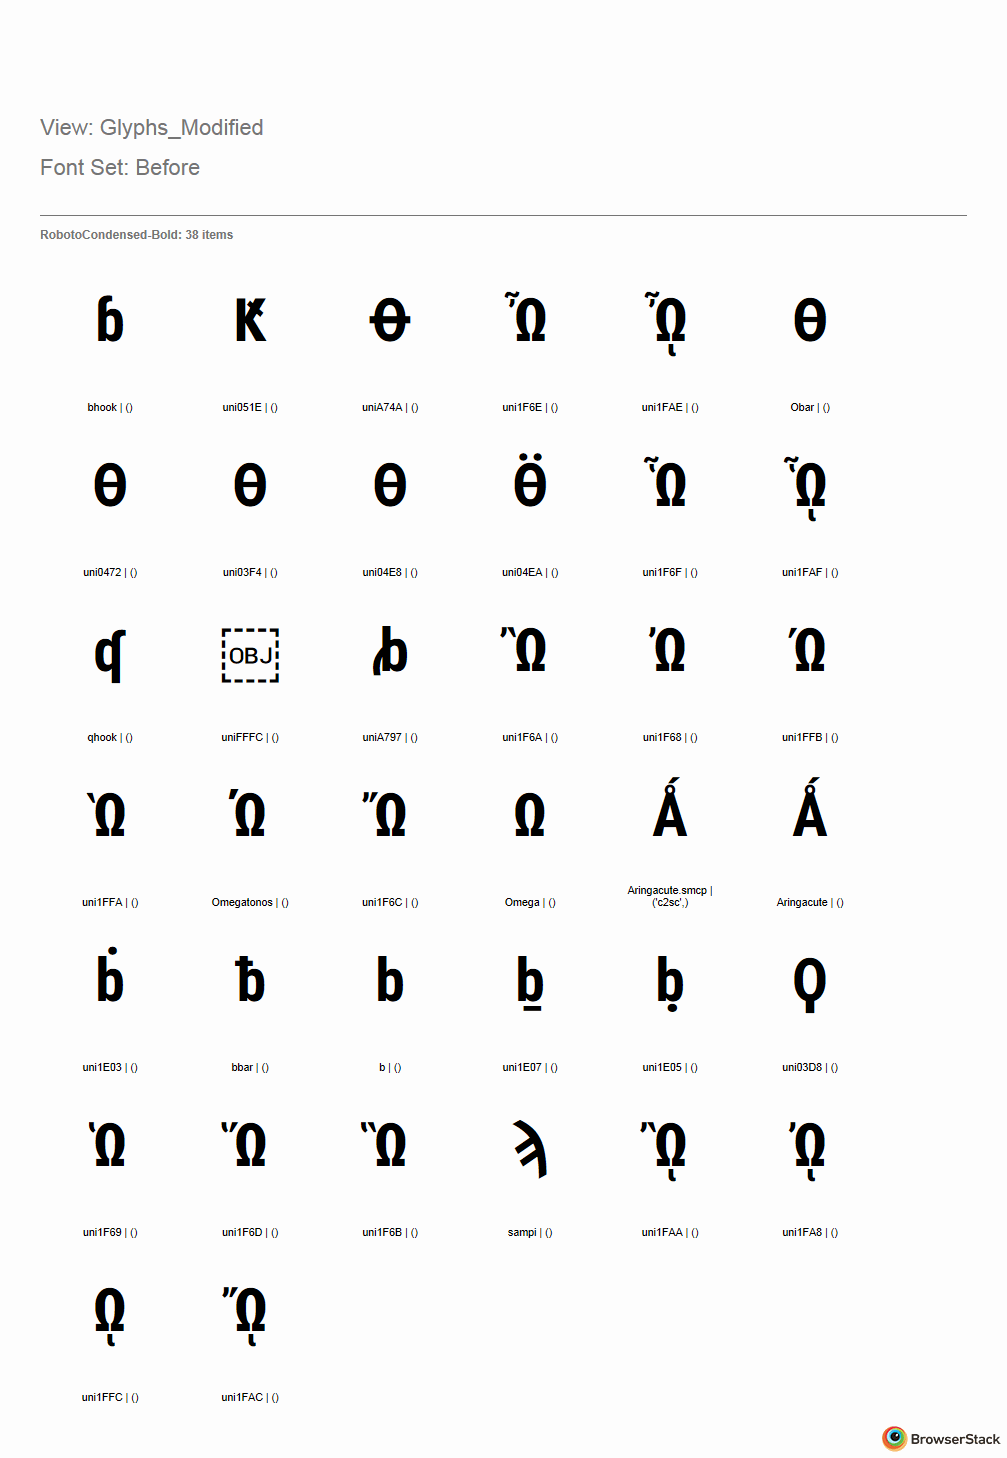 View: Glyphs_Modified
Font Set: Before
RobotoCondensed-Bold: 38 items
ɓ Ԟ Ꝋ Ὦ ᾮ Ɵ
bhook | () uni051E | () uniA74A | () uni1F6E | () uni1FAE | () Obar | ()
Ѳ ϴ Ө Ӫ Ὧ ᾯ
uni0472 | () uni03F4 | () uni04E8 | () uni04EA | () uni1F6F | () uni1FAF | ()
ʠ OBJ ꞗ Ὢ Ὠ Ώ
qhook | () uniFFFC | () uniA797 | () uni1F6A | () uni1F68 | () uni1FFB | ()
Ὼ Ώ Ὤ Ω Ǻ Ǻ
uni1FFA | () Omegatonos | () uni1F6C | () Omega | () Aringacute.smcp | ('c2sc',) Aringacute | ()
ḃ ƀ b ḇ ḅ Ϙ
uni1E03 | () bbar | () b | () uni1E07 | () uni1E05 | () uni03D8 | ()
Ὡ Ὥ Ὣ ϡ ᾪ ᾨ
uni1F69 | () uni1F6D | () uni1F6B | () sampi | () uni1FAA | () uni1FA8 | ()
ῼ ᾬ
uni1FFC | () uni1FAC | ()
BrowserStack